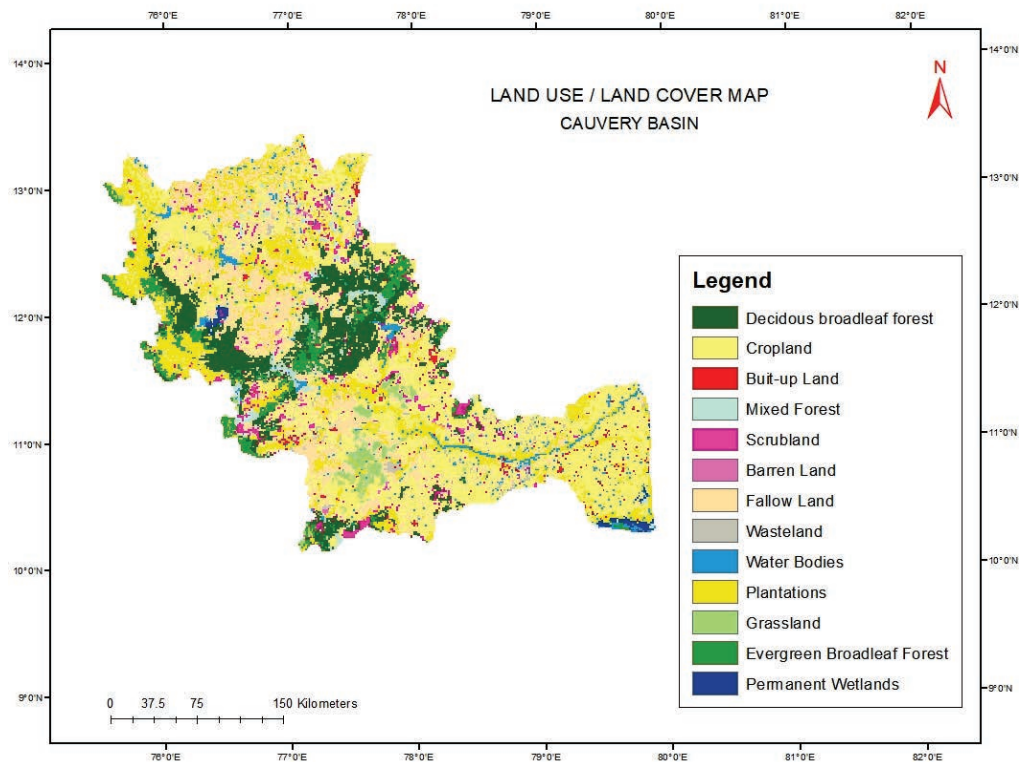 76°0'E 77°0'E 78°0'E 79°0'E 80°0'E 81°0'E 82°0'E
14°0'N 14°0'N
LAND USE / LAND COVER MAP
CAUVERY BASIN
N
13°0'N 13°0'N
12°0'N 12°0'N
11°0'N 11°0'N
10°0'N 10°0'N
9°0'N 9°0'N
Legend
Decidous broadleaf forest
Cropland
Buit-up Land
Mixed Forest
Scrubland
Barren Land
Fallow Land
Wasteland
Water Bodies
Plantations
Grassland
Evergreen Broadleaf Forest
Permanent Wetlands
0 37.5 75 150 Kilometers
76°0'E 77°0'E 78°0'E 79°0'E 80°0'E 81°0'E 82°0'E